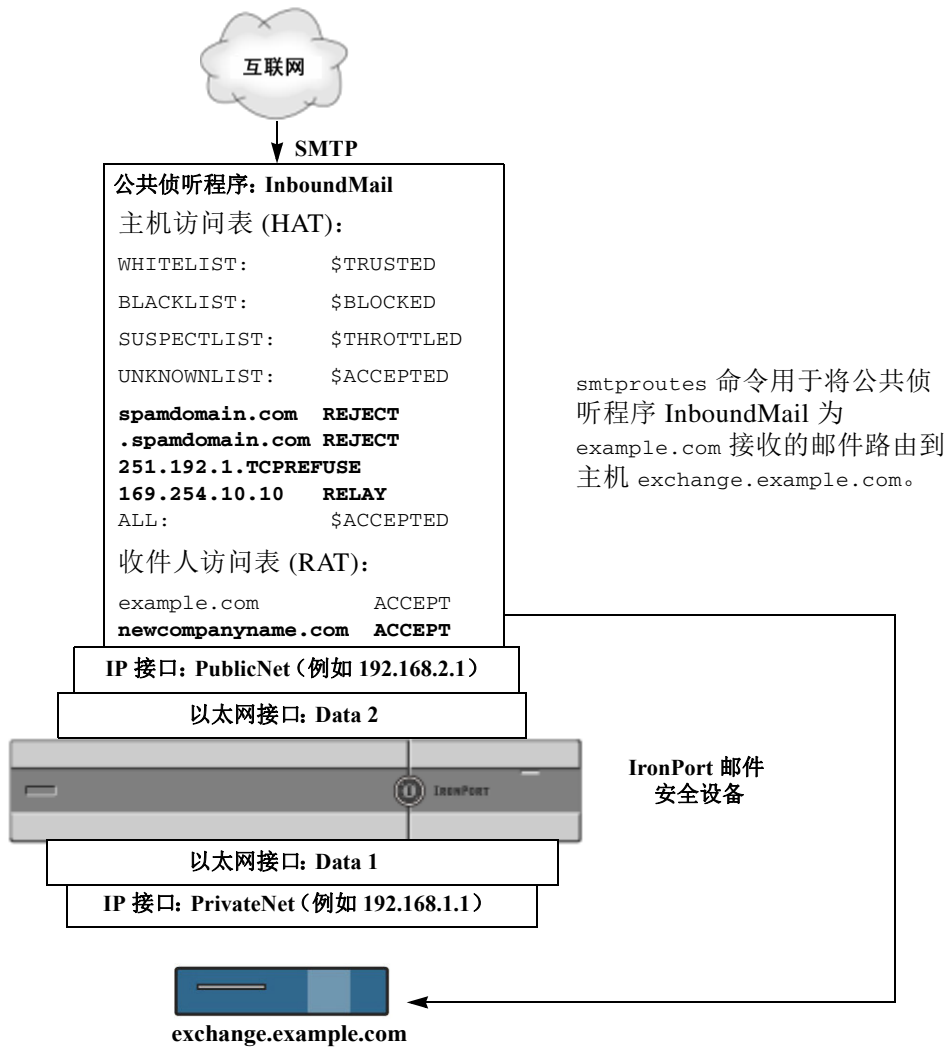 互联网
SMTP
公共侦听程序: InboundMail
主机访问表 (HAT):
WHITELIST: $TRUSTED
BLACKLIST: $BLOCKED
SUSPECTLIST: $THROTTLED
UNKNOWNLIST: $ACCEPTED
spamdomain.com REJECT
.spamdomain.com REJECT
251.192.1.TCPREFUSE
169.254.10.10 RELAY
ALL: $ACCEPTED
收件人访问表 (RAT):
example.com ACCEPT
newcompanyname.com ACCEPT
smtproutes 命令用于将公共侦
听程序 InboundMail 为
example.com 接收的邮件路由到
主机 exchange.example.com。
IP 接口: PublicNet（例如 192.168.2.1）
以太网接口: Data 2
IRONPORT
IronPort 邮件
安全设备
以太网接口: Data 1
IP 接口: PrivateNet（例如 192.168.1.1）
exchange.example.com